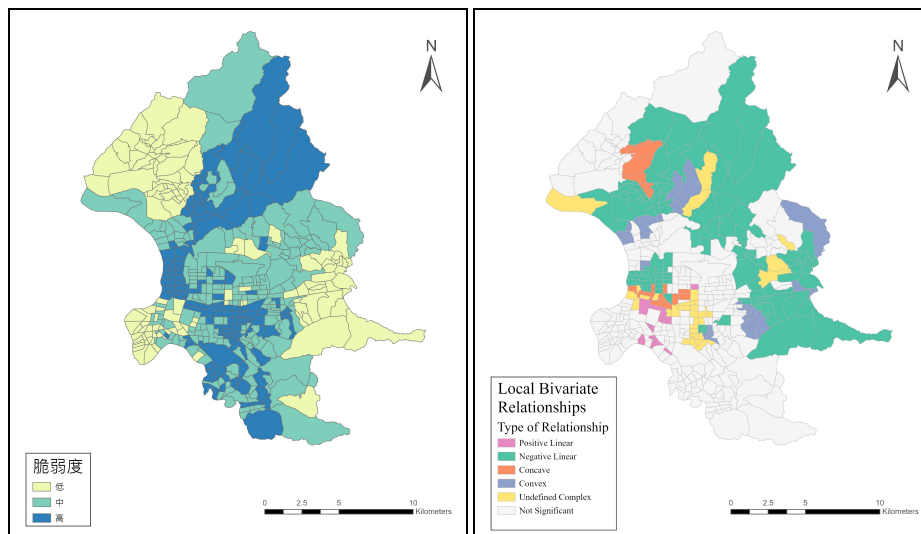 N
脆弱度
低
中
高
0 2.5 5 10
Kilometers
N
Local Bivariate
Relationships
Type of Relationship
Positive Linear
Negative Linear
Concave
Convex
Undefined Complex
Not Significant
0 2.5 5 10
Kilometers